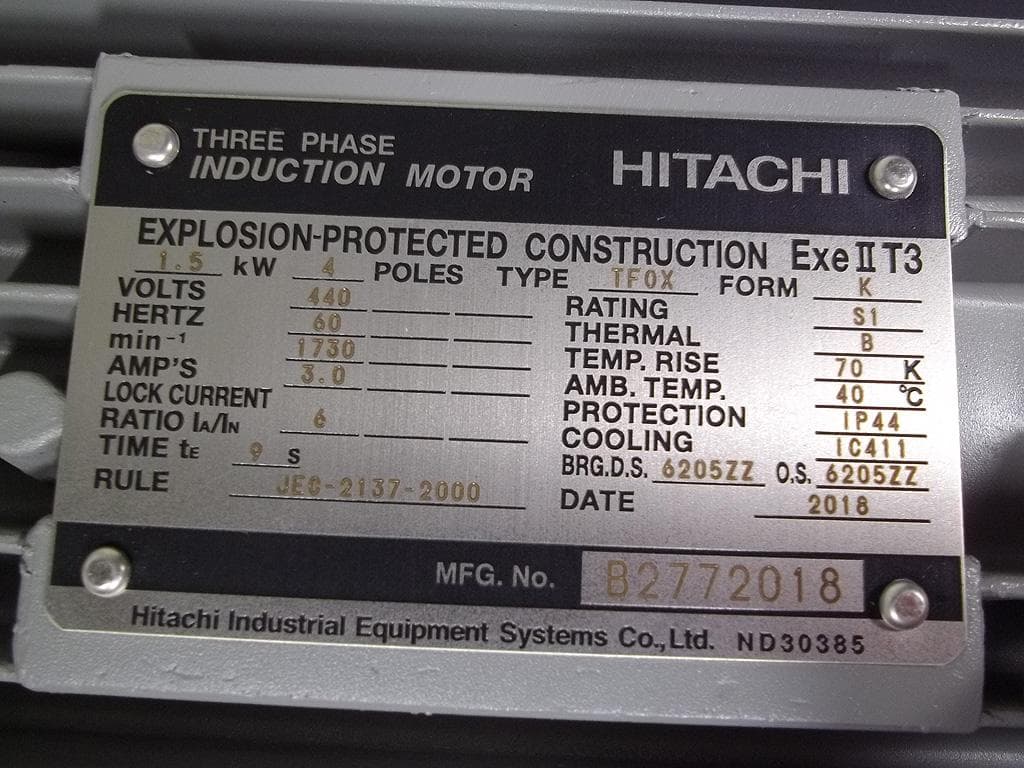 THREE PHASE
INDUCTION MOTOR HITACHI
EXPLOSION-PROTECTED CONSTRUCTION Exe II T3
1.5 kW 4 POLES TYPE TFOX FORM K
VOLTS 440
HERTZ 60
min-1 1730
AMP'S 3.0
LOCK CURRENT
RATIO IA/IN 6
TIME tE 9 s
RULE JEC-2137-2000
RATING S1
THERMAL B
TEMP. RISE 70 K
AMB. TEMP. 40 °C
PROTECTION IP44
COOLING IC411
BRG.D.S. 6205ZZ O.S. 6205ZZ
DATE 2018
MFG. No. B2772018
Hitachi Industrial Equipment Systems Co.,Ltd. ND30385